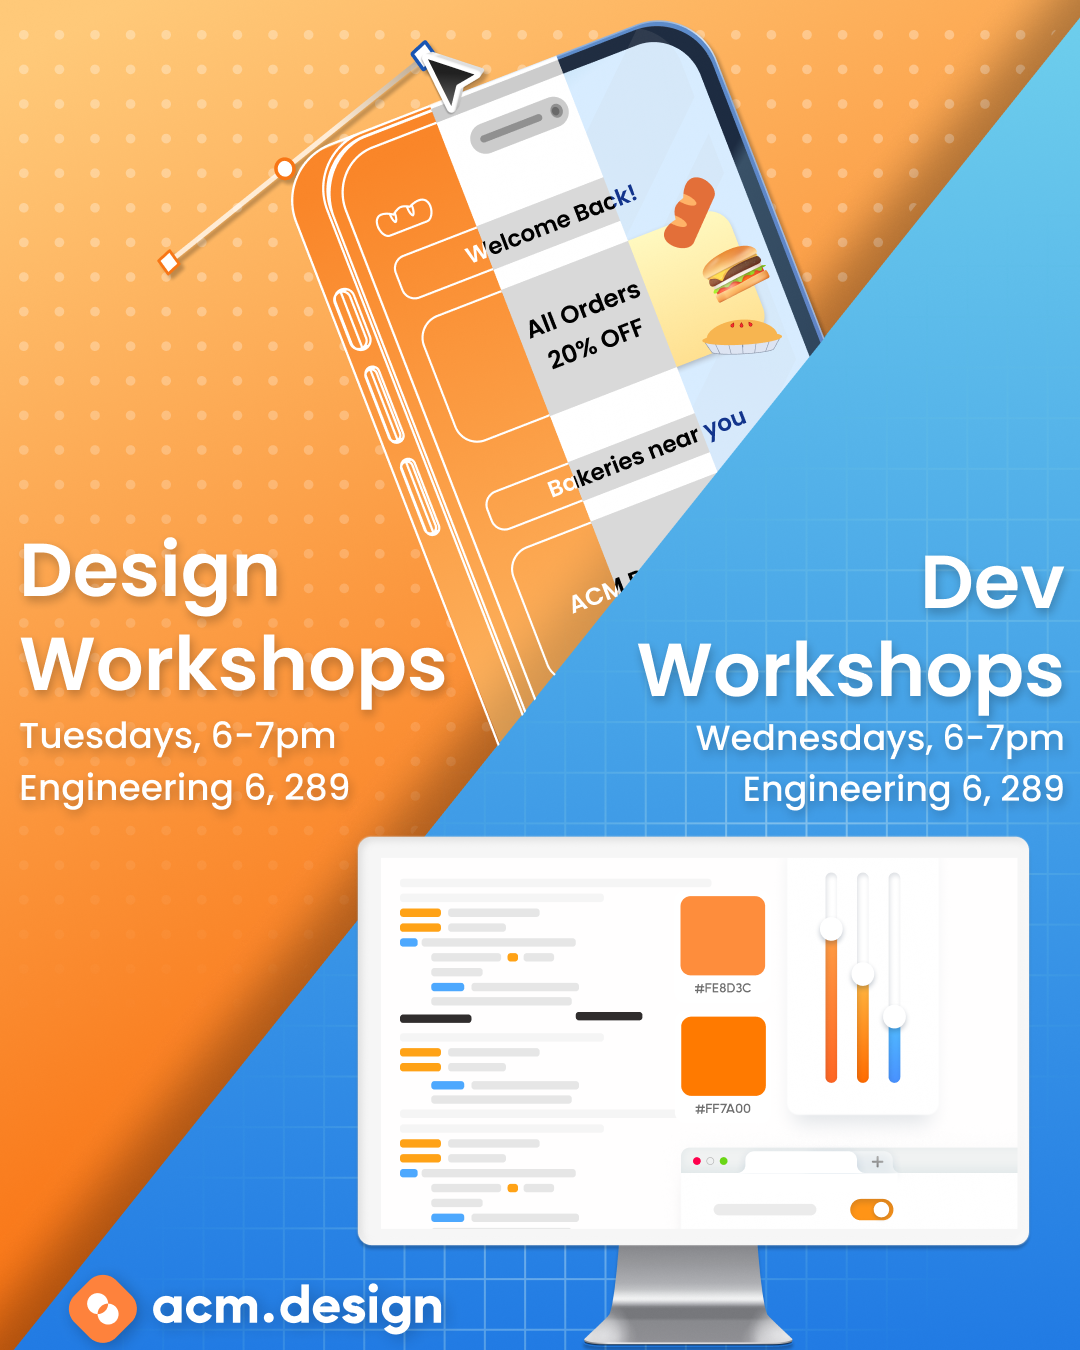 Welcome Back!
All Orders
20% OFF
Bakeries near you
ACM
Design
Workshops
Tuesdays, 6-7pm
Engineering 6, 289
Dev
Workshops
Wednesdays, 6-7pm
Engineering 6, 289
#FE8D3C
#FF7A00
acm.design